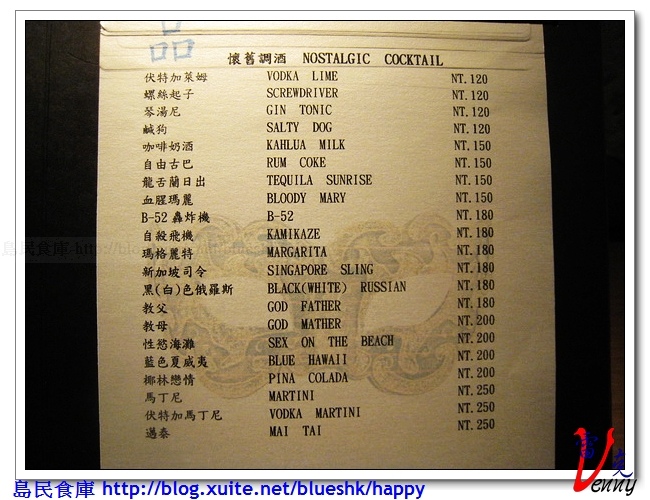 品
懷舊調酒 NOSTALGIC COCKTAIL
伏特加萊姆 VODKA LIME NT.120
螺絲起子 SCREWDRIVER NT.120
琴湯尼 GIN TONIC NT.120
鹹狗 SALTY DOG NT.120
咖啡奶酒 KAHLUA MILK NT.150
自由古巴 RUM COKE NT.150
龍舌蘭日出 TEQUILA SUNRISE NT.150
血腥瑪麗 BLOODY MARY NT.150
B-52轟炸機 B-52 NT.180
自殺飛機 KAMIKAZE NT.180
瑪格麗特 MARGARITA NT.180
新加坡司令 SINGAPORE SLING NT.180
黑(白)色俄羅斯 BLACK(WHITE) RUSSIAN NT.180
教父 GOD FATHER NT.180
教母 GOD MATHER NT.200
性慾海灘 SEX ON THE BEACH NT.200
藍色夏威夷 BLUE HAWAII NT.200
椰林戀情 PINA COLADA NT.200
馬丁尼 MARTINI NT.250
伏特加馬丁尼 VODKA MARTINI NT.250
邁泰 MAI TAI NT.250
島民食庫 http://blog.xuite.net/blueshk/happy
Venny